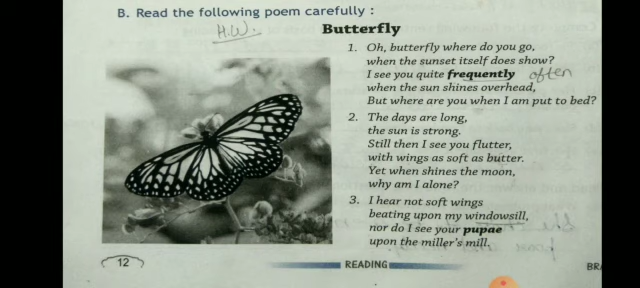 B. Read the following poem carefully :
H.W.
Butterfly
1. Oh, butterfly where do you go,
when the sunset itself does show?
I see you quite frequently often
when the sun shines overhead,
But where are you when I am put to bed?
2. The days are long,
the sun is strong.
Still then I see you flutter,
with wings as soft as butter.
Yet when shines the moon,
why am I alone?
3. I hear not soft wings
beating upon my windowsill,
nor do I see your pupae
upon the miller's mill.
12
READING
BR